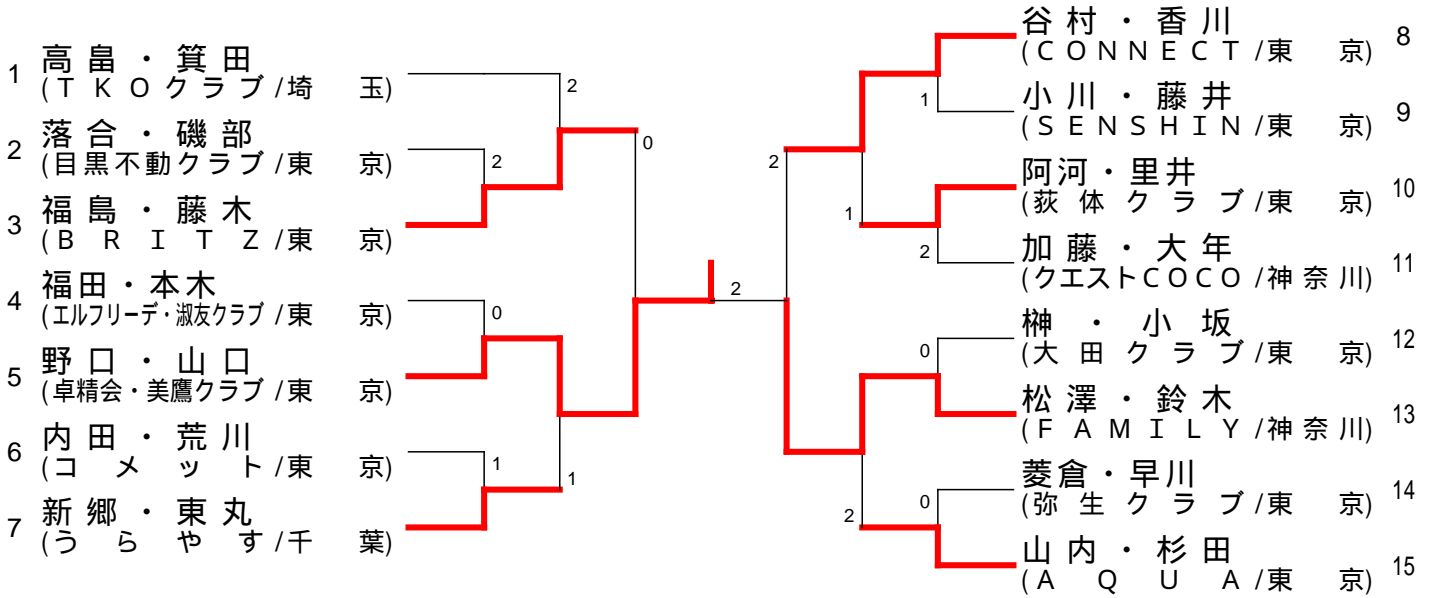 1 高畠・箕田
(TKOクラブ/埼 玉)
2
2 落合・磯部
(目黒不動クラブ/東 京)
2
3 福島・藤木
(BRITZ/東 京)
0
4 福田・本木
(エルフリーデ・淑友クラブ/東 京)
0
5 野口・山口
(卓精会・美鷹クラブ/東 京)
6 内田・荒川
(コメット/東 京)
1
1
7 新郷・東丸
(うらやす/千 葉)
2
谷村・香川 8
(CONNECT/東 京)
1
小川・藤井 9
(SENSHIN/東 京)
2
阿河・里井 10
(荻体クラブ/東 京)
1
加藤・大年 11
(クエストCOCO/神奈川)
2
榊・小坂 12
(大田クラブ/東 京)
0
松澤・鈴木 13
(FAMILY/神奈川)
菱倉・早川 14
(弥生クラブ/東 京)
0
2
山内・杉田 15
(AQUA/東 京)